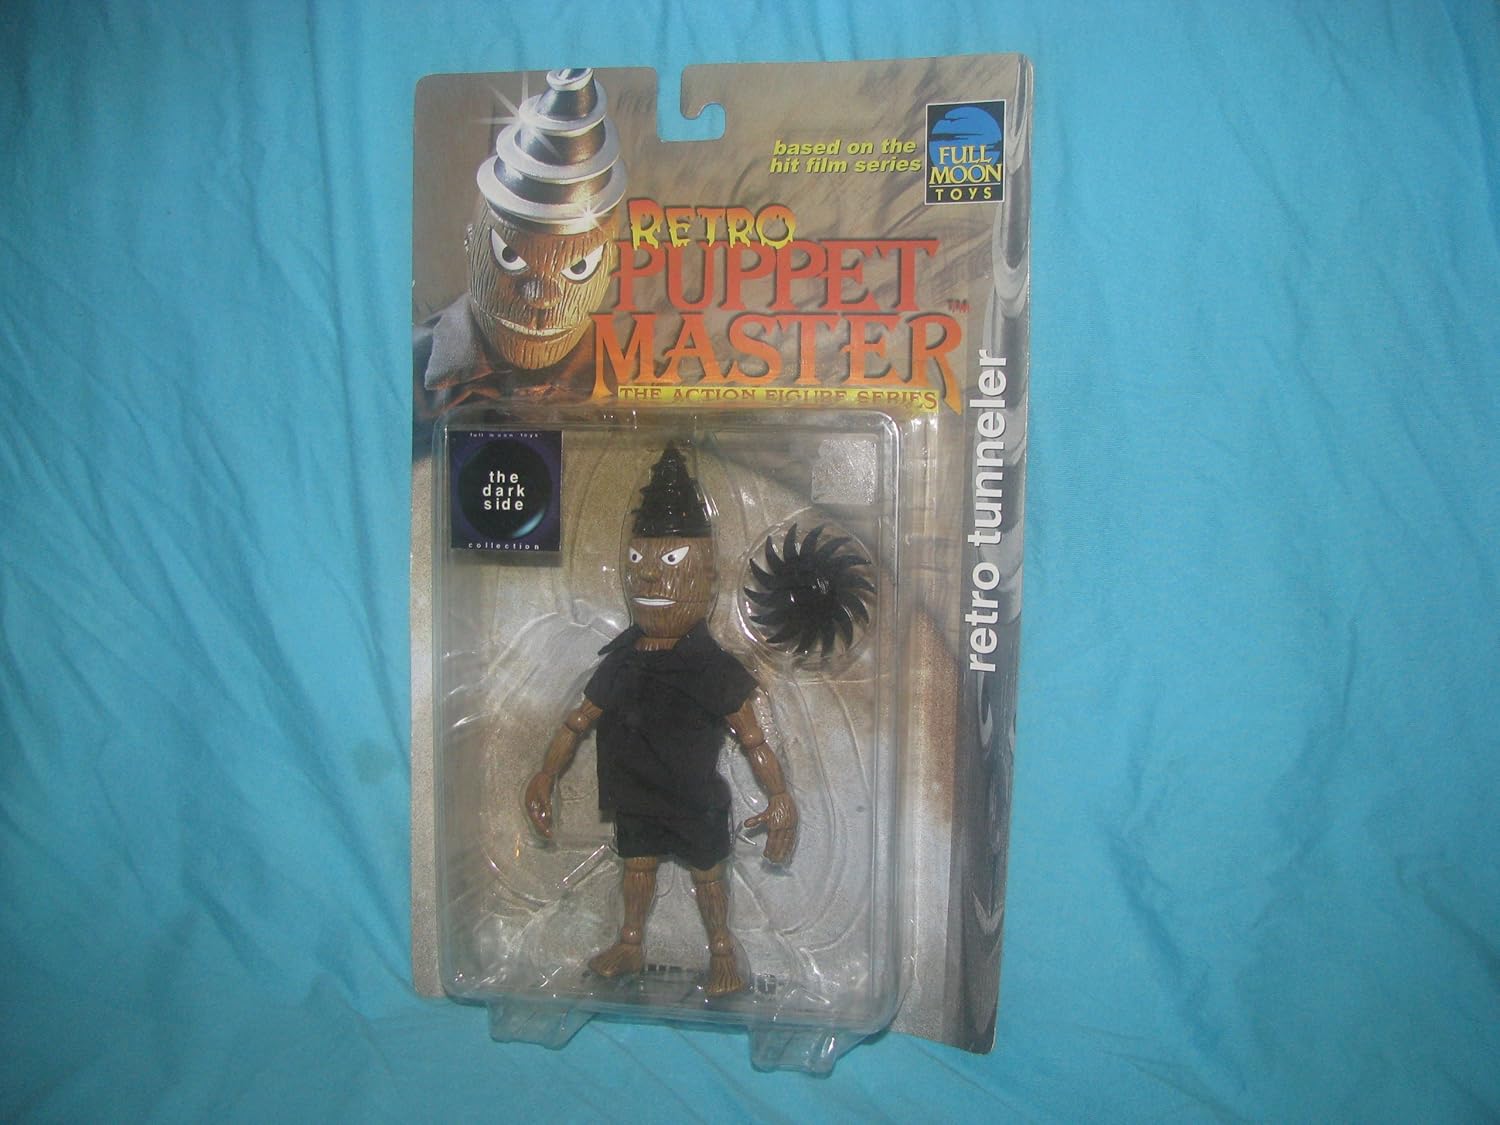 based on the
hit film series
FULL
MOON
TOYS
RETRO
PUPPET
MASTER™
THE ACTION FIGURE SERIES
full moon toys
the
dark
side
collection
retro tunneler